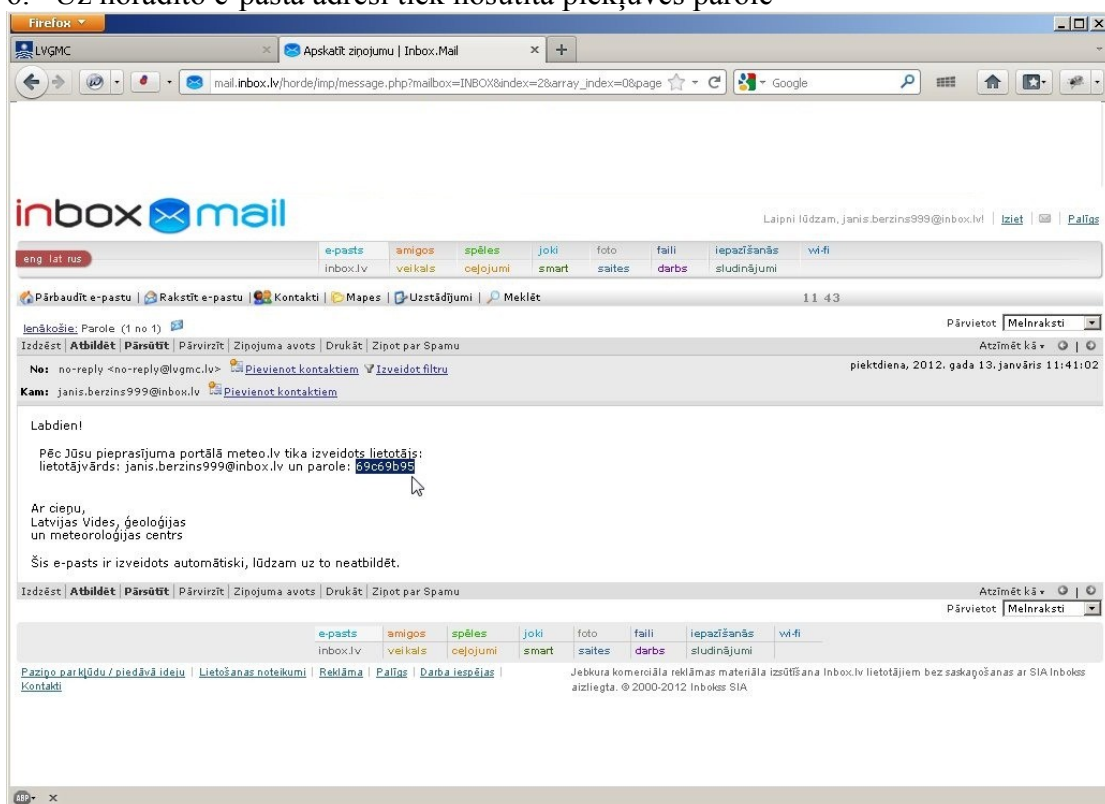 6. Uz norādīto e-pasta adresi tiek nosūtīta piekļuves parole
Firefox
LVGMC × Apskatīt ziņojumu | Inbox.Mail × +
mail.inbox.lv/horde/imp/message.php?mailbox=INBOX&index=2&array_index=0&page Google
inbox mail
Laipni lūdzam, janis.berzins999@inbox.lv! | Iziet | Palīgs
eng lat rus
e-pasts amigos spēles joki foto faili iepazīšanās wi-fi
inbox.lv veikals ceļojumi smart saites darbs sludinājumi
Pārbaudīt e-pastu | Rakstīt e-pastu | Kontakti | Mapes | Uzstādījumi | Meklēt 11 43
Ienākošie: Parole (1 no 1) Pārvietot Melnraksti
Izdzēst | Atbildēt | Pārsūtīt | Pārvirzīt | Ziņojuma avots | Drukāt | Ziņot par Spamu Atzīmēt kā
No: no-reply <no-reply@lvgmc.lv> Pievienot kontaktiem Izveidot filtru piektdiena, 2012. gada 13. janvāris 11:41:02
Kam: janis.berzins999@inbox.lv Pievienot kontaktiem
Labdien!
Pēc Jūsu pieprasījuma portālā meteo.lv tika izveidots lietotājs:
lietotājvārds: janis.berzins999@inbox.lv un parole: 69c69b95
Ar cieņu,
Latvijas Vides, ģeoloģijas
un meteoroloģijas centrs
Šis e-pasts ir izveidots automātiski, lūdzam uz to neatbildēt.
Izdzēst | Atbildēt | Pārsūtīt | Pārvirzīt | Ziņojuma avots | Drukāt | Ziņot par Spamu Atzīmēt kā
Pārvietot Melnraksti
e-pasts amigos spēles joki foto faili iepazīšanās wi-fi
inbox.lv veikals ceļojumi smart saites darbs sludinājumi
Paziņo par kļūdu / piedāvā ideju | Lietošanas noteikumi | Reklāma | Palīgs | Darba iespējas | Jebkura komerciāla reklāmas materiāla izsūtīšana Inbox.lv lietotājiem bez saskaņošanas ar SIA Inbokss
Kontakti aizliegta. © 2000-2012 Inbokss SIA
ABP ×